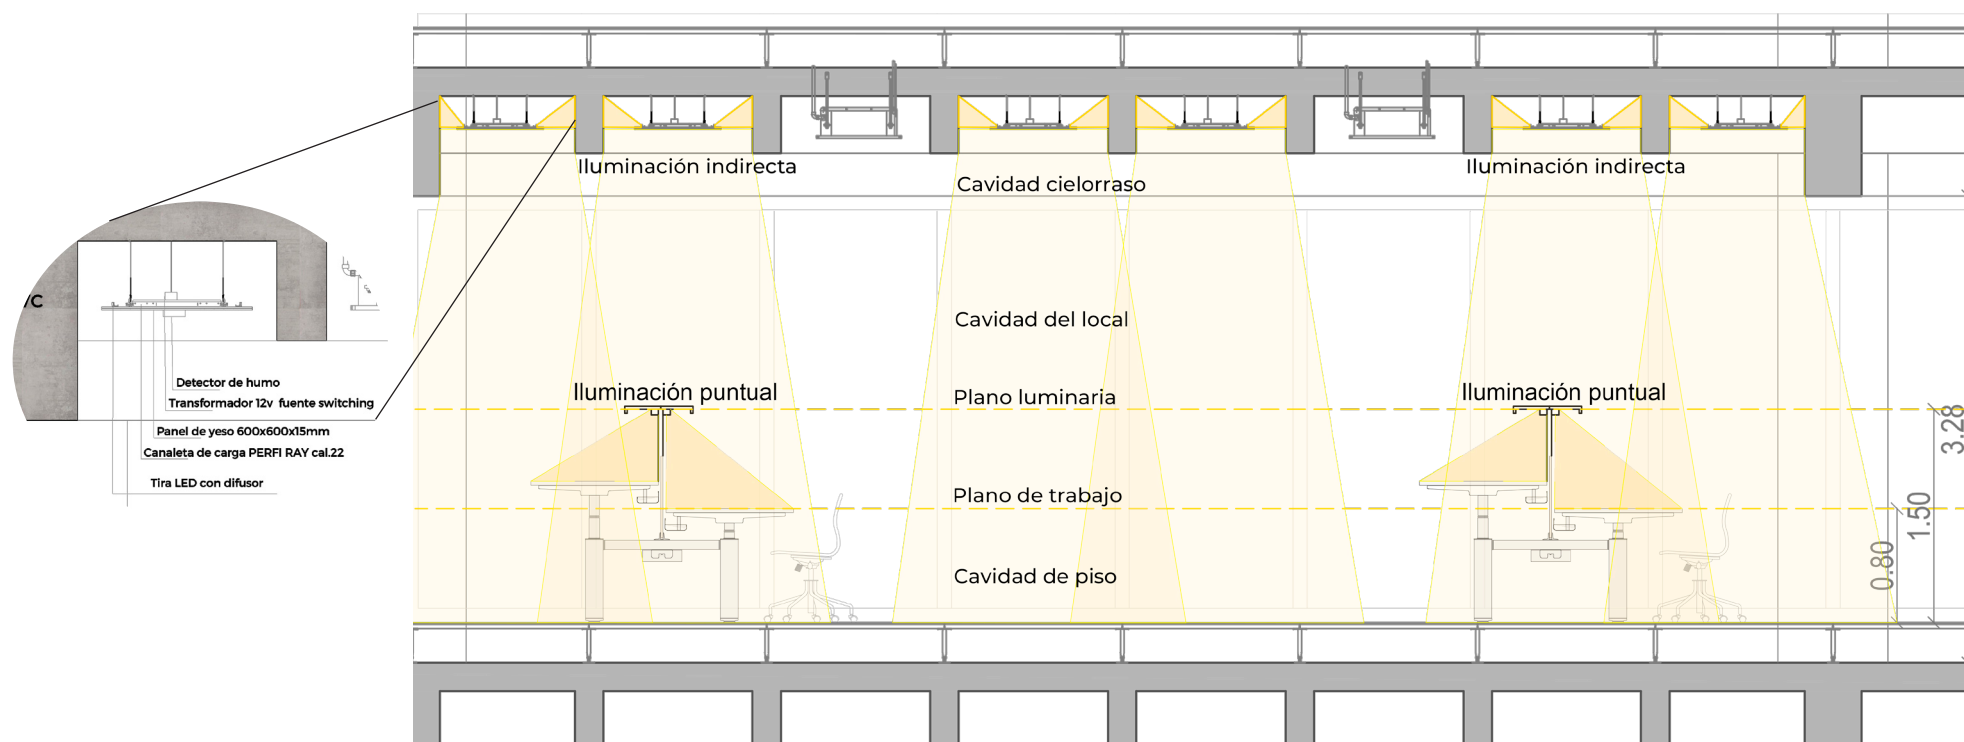 /C
Detector de humo
Transformador 12v fuente switching
Panel de yeso 600x600x15mm
Canaleta de carga PERFI RAY cal.22
Tira LED con difusor
Iluminación indirecta
Cavidad cielorraso
Iluminación indirecta
Cavidad del local
Iluminación puntual
Plano luminaria
Iluminación puntual
Plano de trabajo
Cavidad de piso
0.80
1.50
3.28